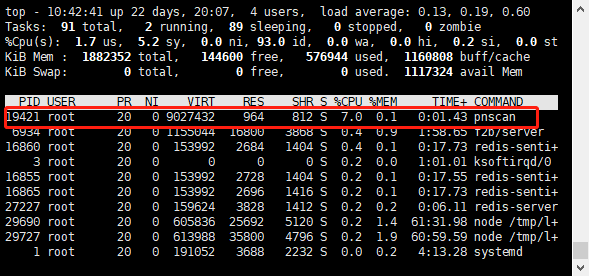 top - 10:42:41 up 22 days, 20:07,  4 users,  load average: 0.13, 0.19, 0.60
Tasks:  91 total,   2 running,  89 sleeping,   0 stopped,   0 zombie
%Cpu(s):  1.7 us,  5.2 sy,  0.0 ni, 93.0 id,  0.0 wa,  0.0 hi,  0.2 si,  0.0 st
KiB Mem :  1882352 total,   144600 free,   576944 used,  1160808 buff/cache
KiB Swap:        0 total,        0 free,        0 used.  1117324 avail Mem
PID USER      PR  NI    VIRT    RES    SHR S %CPU %MEM     TIME+ COMMAND
19421 root      20   0 9027432    964    812 S  7.0  0.1   0:01.43 pnscan
6934 root      20   0 1155044  16800   3868 S  0.4  0.9   1:58.65 f2b/server
16860 root      20   0  153992   2684   1404 S  0.4  0.1   0:17.73 redis-senti+
3 root      20   0       0      0      0 S  0.2  0.0   1:01.01 ksoftirqd/0
16855 root      20   0  153992   2728   1404 S  0.2  0.1   0:17.55 redis-senti+
16865 root      20   0  153992   2696   1416 S  0.2  0.1   0:17.73 redis-senti+
27227 root      20   0  159624   3828   1412 S  0.2  0.2   0:06.11 redis-server
29690 root      20   0  605836  25692   5120 S  0.2  1.4  61:31.98 node /tmp/l+
29727 root      20   0  613988  35800   4796 S  0.2  1.9  60:59.59 node /tmp/l+
1 root      20   0  191052   3688   2232 S  0.0  0.2   4:13.28 systemd